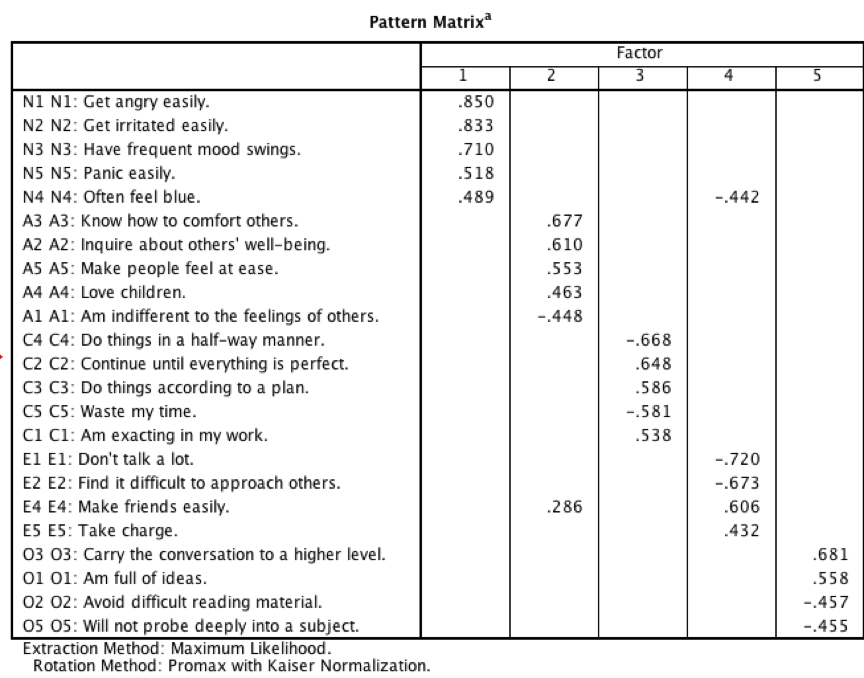 Pattern Matrixa
Factor
1 2 3 4 5
N1 N1: Get angry easily. .850
N2 N2: Get irritated easily. .833
N3 N3: Have frequent mood swings. .710
N5 N5: Panic easily. .518
N4 N4: Often feel blue. .489 -.442
A3 A3: Know how to comfort others. .677
A2 A2: Inquire about others' well-being. .610
A5 A5: Make people feel at ease. .553
A4 A4: Love children. .463
A1 A1: Am indifferent to the feelings of others. -.448
C4 C4: Do things in a half-way manner. -.668
C2 C2: Continue until everything is perfect. .648
C3 C3: Do things according to a plan. .586
C5 C5: Waste my time. -.581
C1 C1: Am exacting in my work. .538
E1 E1: Don't talk a lot. -.720
E2 E2: Find it difficult to approach others. -.673
E4 E4: Make friends easily. .286 .606
E5 E5: Take charge. .432
O3 O3: Carry the conversation to a higher level. .681
O1 O1: Am full of ideas. .558
O2 O2: Avoid difficult reading material. -.457
O5 O5: Will not probe deeply into a subject. -.455
Extraction Method: Maximum Likelihood.
Rotation Method: Promax with Kaiser Normalization.